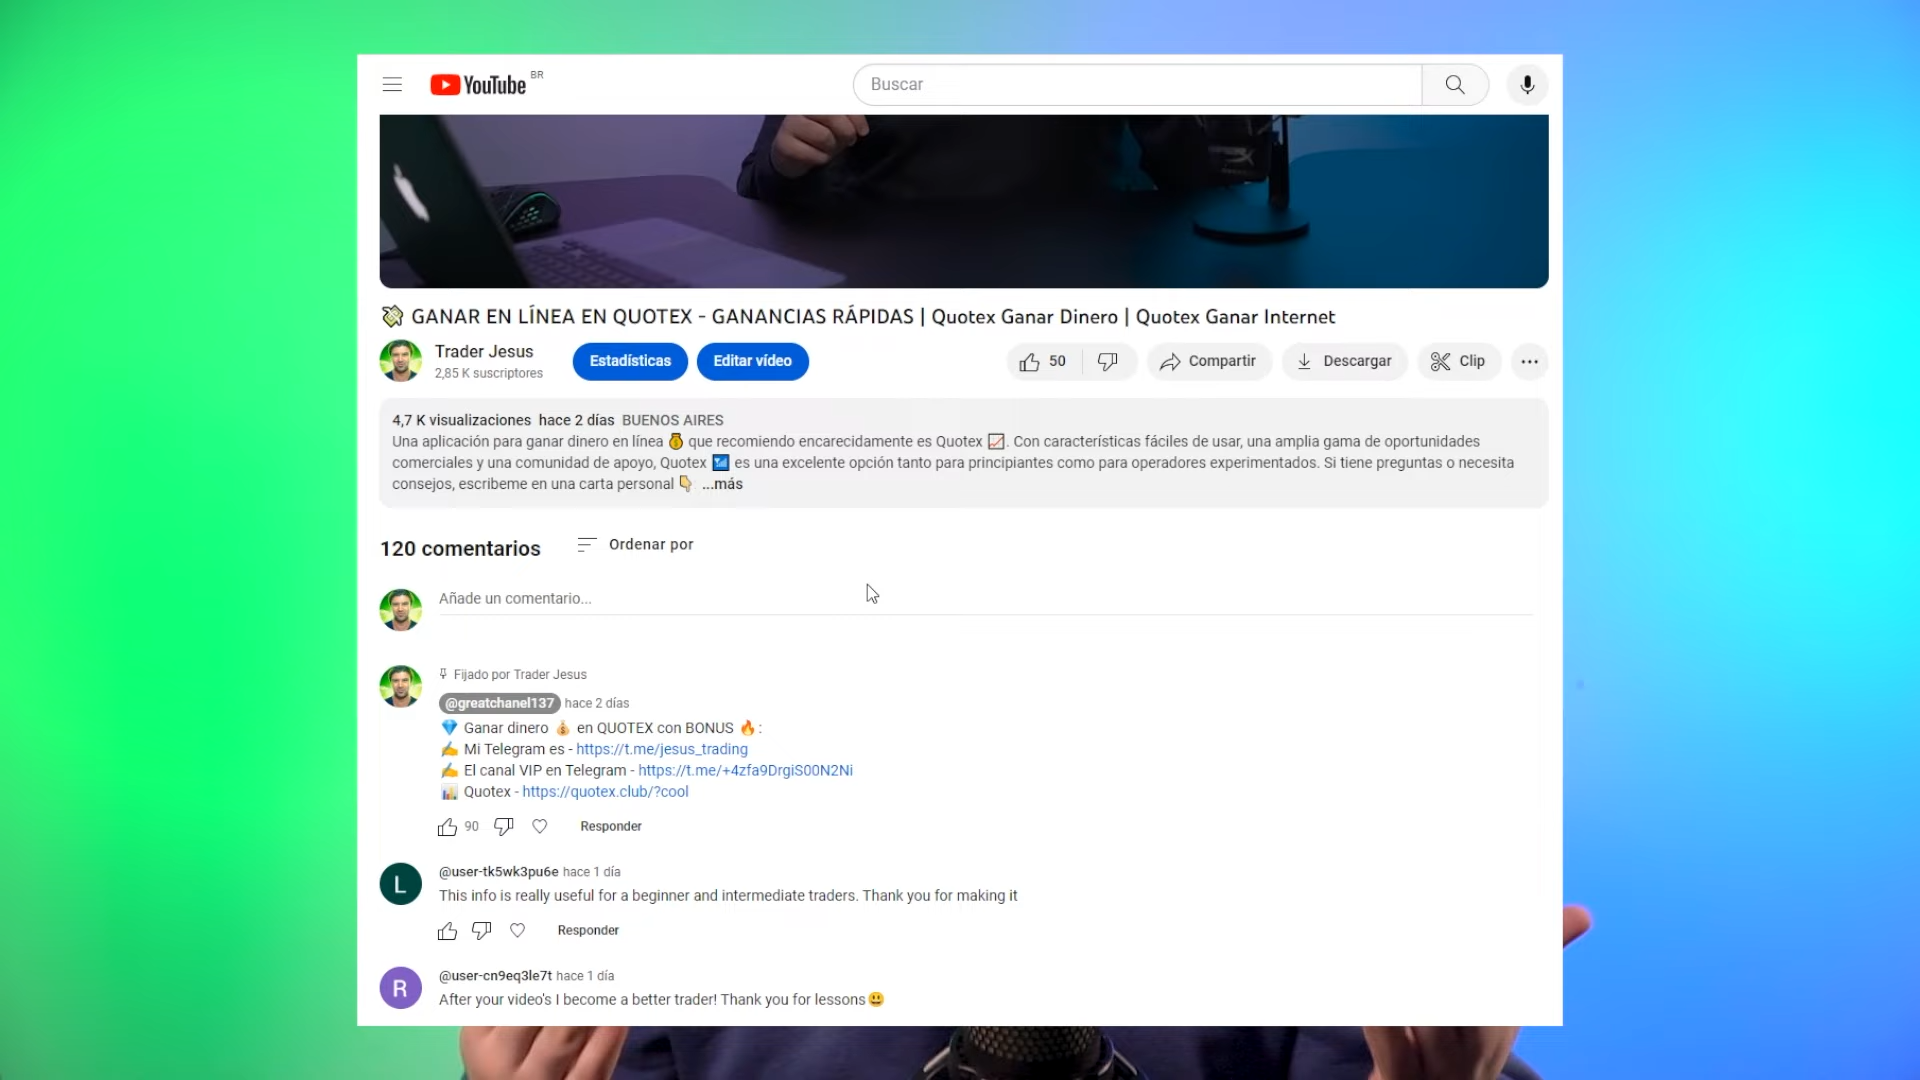 YouTube BR
Buscar
GANAR EN LÍNEA EN QUOTEX - GANANCIAS RÁPIDAS | Quotex Ganar Dinero | Quotex Ganar Internet
Trader Jesus
2,85 K suscriptores
Estadísticas
Editar vídeo
50
Compartir
Descargar
Clip
4,7 K visualizaciones hace 2 días BUENOS AIRES
Una aplicación para ganar dinero en línea 💰 que recomiendo encarecidamente es Quotex 📈. Con características fáciles de usar, una amplia gama de oportunidades
comerciales y una comunidad de apoyo, Quotex 📶 es una excelente opción tanto para principiantes como para operadores experimentados. Si tiene preguntas o necesita
consejos, escribeme en una carta personal 👇 ...más
120 comentarios
Ordenar por
Añade un comentario...
Fijado por Trader Jesus
@greatchanel137 hace 2 días
💎 Ganar dinero 💰 en QUOTEX con BONUS 🔥:
✍ Mi Telegram es - https://t.me/jesus_trading
✍ El canal VIP en Telegram - https://t.me/+4zfa9DrgiS00N2Ni
📊 Quotex - https://quotex.club/?cool
90
Responder
L
@user-tk5wk3pu6e hace 1 día
This info is really useful for a beginner and intermediate traders. Thank you for making it
Responder
R
@user-cn9eq3le7t hace 1 día
After your video's I become a better trader! Thank you for lessons😃